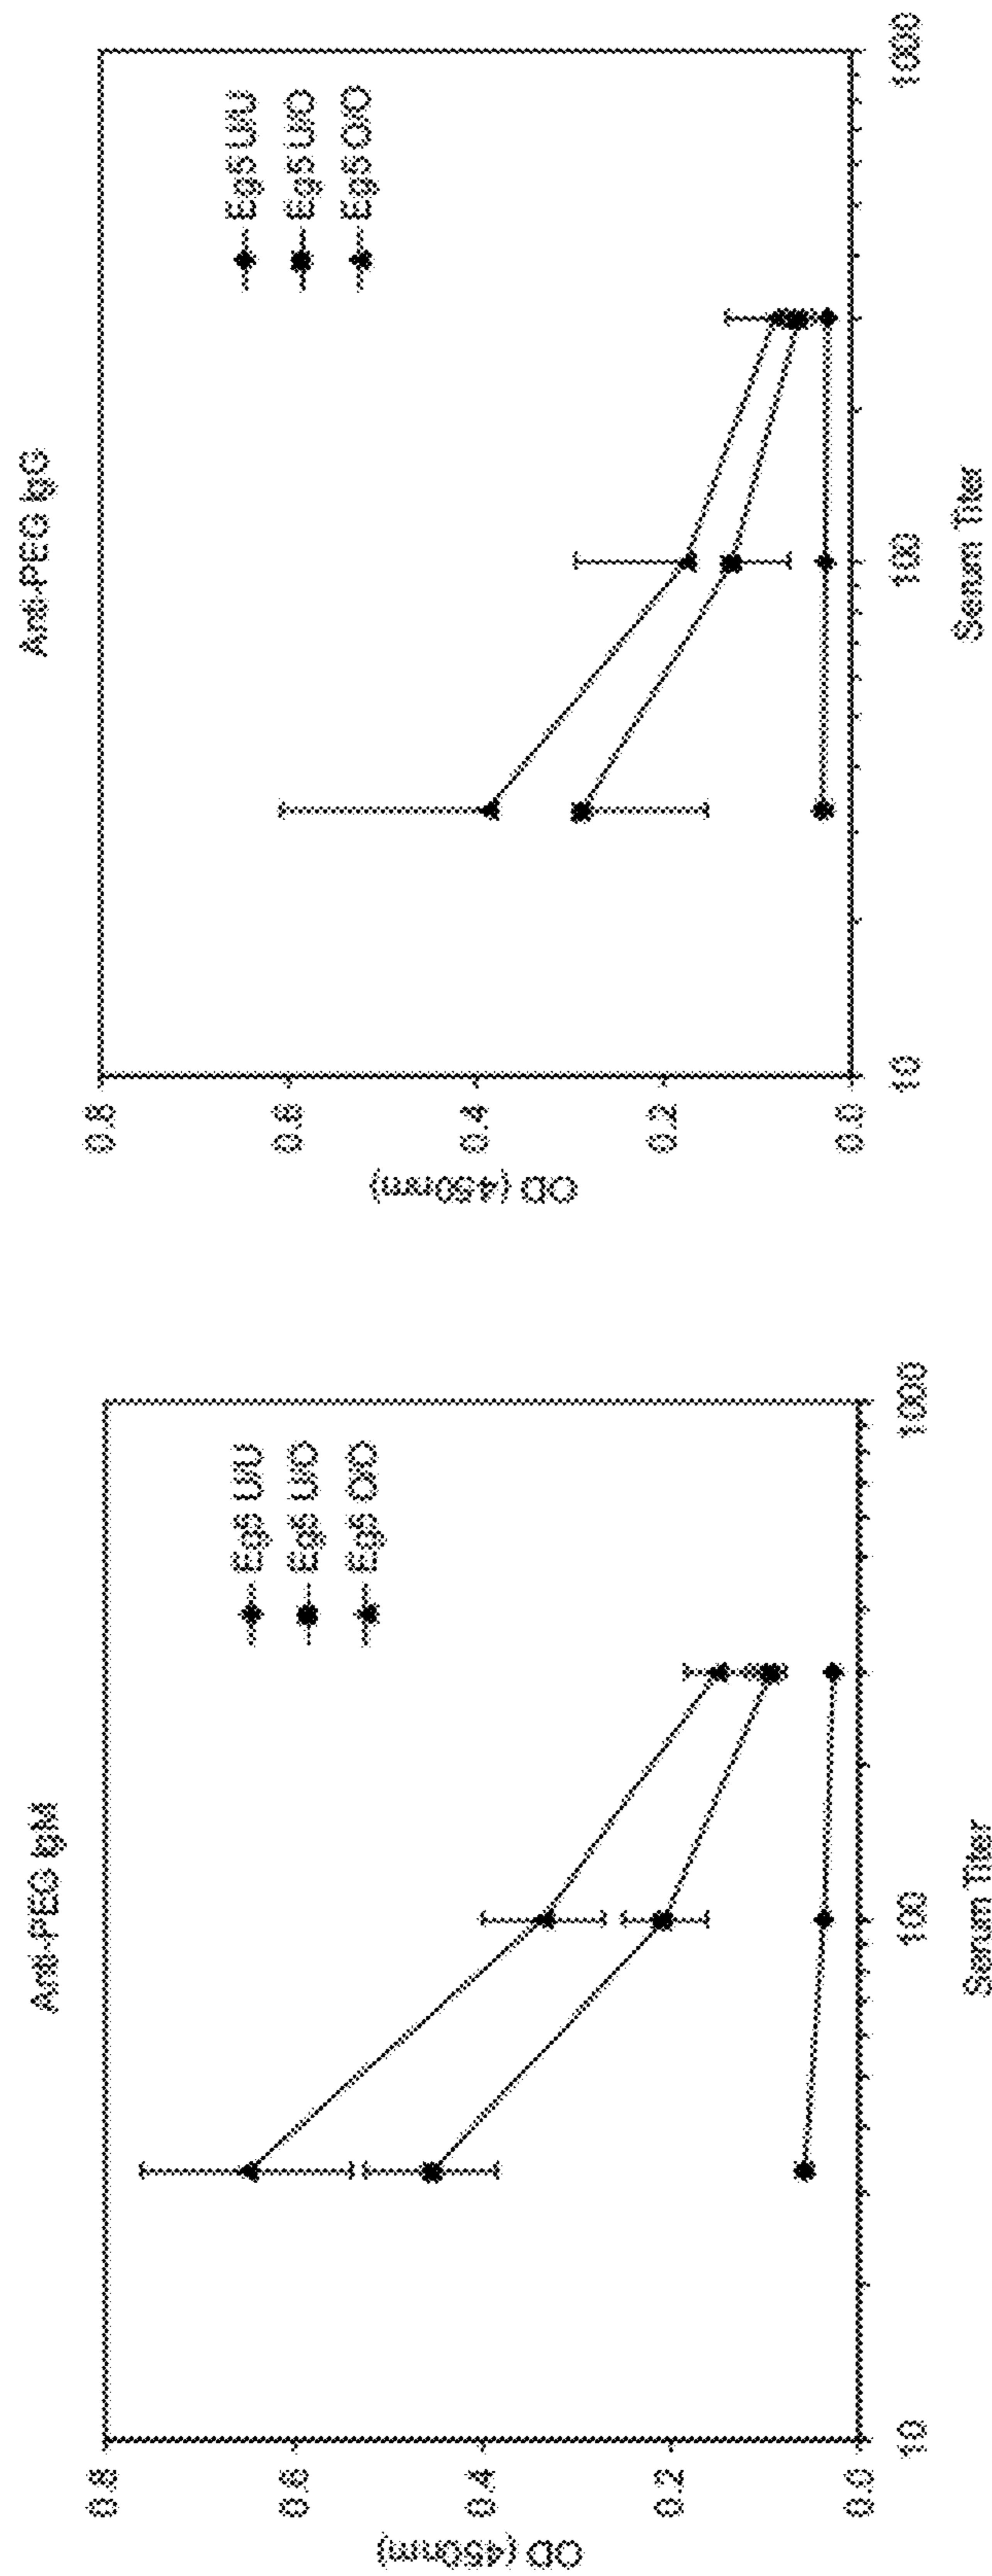 Anti-PEG IgM
OD (450nm)
0.8
0.6
0.4
0.2
0.0
10
100
1000
Serum Titer
Eg5 U/U
Eg5 U/O
Eg5 O/O
Anti-PEG IgG
OD (450nm)
0.8
0.6
0.4
0.2
0.0
10
100
1000
Serum Titer
Eg5 U/U
Eg5 U/O
Eg5 O/O